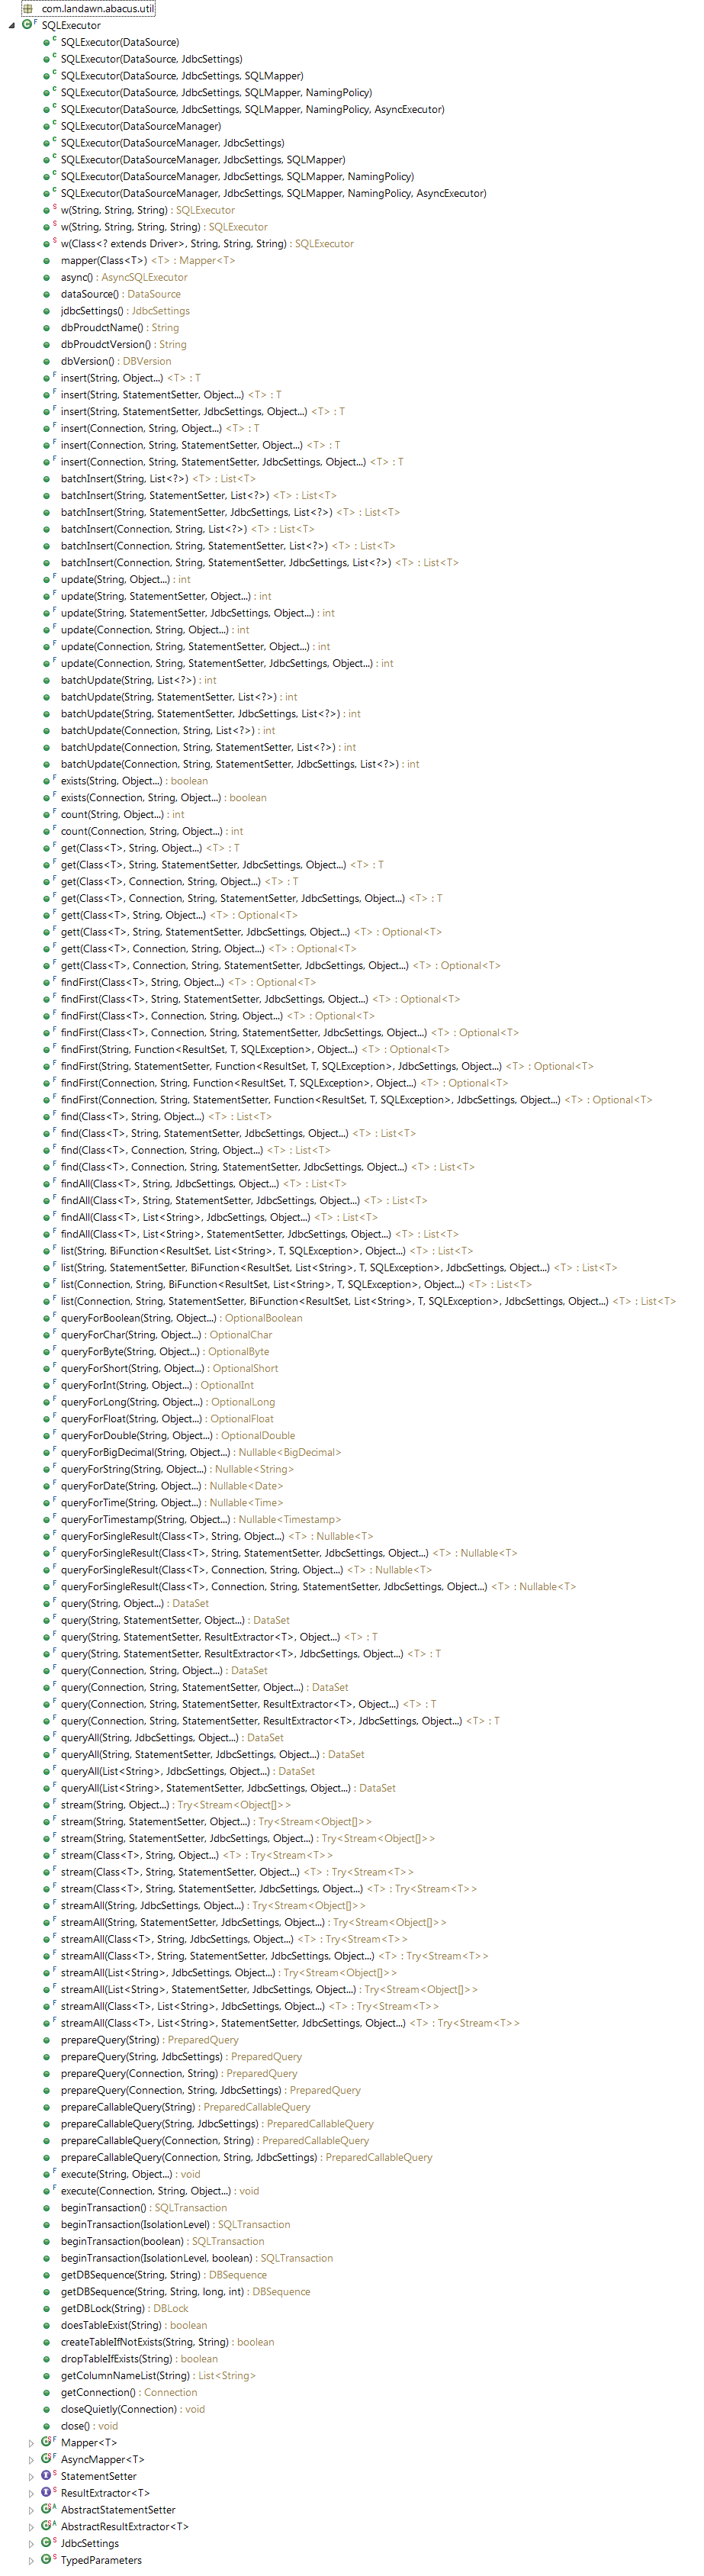 com.landawn.abacus.util
SQLExecutor
SQLExecutor(DataSource)
SQLExecutor(DataSource, JdbcSettings)
SQLExecutor(DataSource, JdbcSettings, SQLMapper)
SQLExecutor(DataSource, JdbcSettings, SQLMapper, NamingPolicy)
SQLExecutor(DataSource, JdbcSettings, SQLMapper, NamingPolicy, AsyncExecutor)
SQLExecutor(DataSourceManager)
SQLExecutor(DataSourceManager, JdbcSettings)
SQLExecutor(DataSourceManager, JdbcSettings, SQLMapper)
SQLExecutor(DataSourceManager, JdbcSettings, SQLMapper, NamingPolicy)
SQLExecutor(DataSourceManager, JdbcSettings, SQLMapper, NamingPolicy, AsyncExecutor)
w(String, String, String) : SQLExecutor
w(String, String, String, String) : SQLExecutor
w(Class<? extends Driver>, String, String, String) : SQLExecutor
mapper(Class<T>) <T> : Mapper<T>
async() : AsyncSQLExecutor
dataSource() : DataSource
jdbcSettings() : JdbcSettings
dbProudctName() : String
dbProudctVersion() : String
dbVersion() : DBVersion
insert(String, Object...) <T> : T
insert(String, StatementSetter, Object...) <T> : T
insert(String, StatementSetter, JdbcSettings, Object...) <T> : T
insert(Connection, String, Object...) <T> : T
insert(Connection, String, StatementSetter, Object...) <T> : T
insert(Connection, String, StatementSetter, JdbcSettings, Object...) <T> : T
batchInsert(String, List<?>) <T> : List<T>
batchInsert(String, StatementSetter, List<?>) <T> : List<T>
batchInsert(String, StatementSetter, JdbcSettings, List<?>) <T> : List<T>
batchInsert(Connection, String, List<?>) <T> : List<T>
batchInsert(Connection, String, StatementSetter, List<?>) <T> : List<T>
batchInsert(Connection, String, StatementSetter, JdbcSettings, List<?>) <T> : List<T>
update(String, Object...) : int
update(String, StatementSetter, Object...) : int
update(String, StatementSetter, JdbcSettings, Object...) : int
update(Connection, String, Object...) : int
update(Connection, String, StatementSetter, Object...) : int
update(Connection, String, StatementSetter, JdbcSettings, Object...) : int
batchUpdate(String, List<?>) : int
batchUpdate(String, StatementSetter, List<?>) : int
batchUpdate(String, StatementSetter, JdbcSettings, List<?>) : int
batchUpdate(Connection, String, List<?>) : int
batchUpdate(Connection, String, StatementSetter, List<?>) : int
batchUpdate(Connection, String, StatementSetter, JdbcSettings, List<?>) : int
exists(String, Object...) : boolean
exists(Connection, String, Object...) : boolean
count(String, Object...) : int
count(Connection, String, Object...) : int
get(Class<T>, String, Object...) <T> : T
get(Class<T>, String, StatementSetter, JdbcSettings, Object...) <T> : T
get(Class<T>, Connection, String, Object...) <T> : T
get(Class<T>, Connection, String, StatementSetter, JdbcSettings, Object...) <T> : T
gett(Class<T>, String, Object...) <T> : Optional<T>
gett(Class<T>, String, StatementSetter, JdbcSettings, Object...) <T> : Optional<T>
gett(Class<T>, Connection, String, Object...) <T> : Optional<T>
gett(Class<T>, Connection, String, StatementSetter, JdbcSettings, Object...) <T> : Optional<T>
findFirst(Class<T>, String, Object...) <T> : Optional<T>
findFirst(Class<T>, String, StatementSetter, JdbcSettings, Object...) <T> : Optional<T>
findFirst(Class<T>, Connection, String, Object...) <T> : Optional<T>
findFirst(Class<T>, Connection, String, StatementSetter, JdbcSettings, Object...) <T> : Optional<T>
findFirst(String, Function<ResultSet, T, SQLException>, Object...) <T> : Optional<T>
findFirst(String, StatementSetter, Function<ResultSet, T, SQLException>, JdbcSettings, Object...) <T> : Optional<T>
findFirst(Connection, String, Function<ResultSet, T, SQLException>, Object...) <T> : Optional<T>
findFirst(Connection, String, StatementSetter, Function<ResultSet, T, SQLException>, JdbcSettings, Object...) <T> : Optional<T>
find(Class<T>, String, Object...) <T> : List<T>
find(Class<T>, String, StatementSetter, JdbcSettings, Object...) <T> : List<T>
find(Class<T>, Connection, String, Object...) <T> : List<T>
find(Class<T>, Connection, String, StatementSetter, JdbcSettings, Object...) <T> : List<T>
findAll(Class<T>, String, JdbcSettings, Object...) <T> : List<T>
findAll(Class<T>, String, StatementSetter, JdbcSettings, Object...) <T> : List<T>
findAll(Class<T>, List<String>, JdbcSettings, Object...) <T> : List<T>
findAll(Class<T>, List<String>, StatementSetter, JdbcSettings, Object...) <T> : List<T>
list(String, BiFunction<ResultSet, List<String>, T, SQLException>, Object...) <T> : List<T>
list(String, StatementSetter, BiFunction<ResultSet, List<String>, T, SQLException>, JdbcSettings, Object...) <T> : List<T>
list(Connection, String, BiFunction<ResultSet, List<String>, T, SQLException>, Object...) <T> : List<T>
list(Connection, String, StatementSetter, BiFunction<ResultSet, List<String>, T, SQLException>, JdbcSettings, Object...) <T> : List<T>
queryForBoolean(String, Object...) : OptionalBoolean
queryForChar(String, Object...) : OptionalChar
queryForByte(String, Object...) : OptionalByte
queryForShort(String, Object...) : OptionalShort
queryForInt(String, Object...) : OptionalInt
queryForLong(String, Object...) : OptionalLong
queryForFloat(String, Object...) : OptionalFloat
queryForDouble(String, Object...) : OptionalDouble
queryForBigDecimal(String, Object...) : Nullable<BigDecimal>
queryForString(String, Object...) : Nullable<String>
queryForDate(String, Object...) : Nullable<Date>
queryForTime(String, Object...) : Nullable<Time>
queryForTimestamp(String, Object...) : Nullable<Timestamp>
queryForSingleResult(Class<T>, String, Object...) <T> : Nullable<T>
queryForSingleResult(Class<T>, String, StatementSetter, JdbcSettings, Object...) <T> : Nullable<T>
queryForSingleResult(Class<T>, Connection, String, Object...) <T> : Nullable<T>
queryForSingleResult(Class<T>, Connection, String, StatementSetter, JdbcSettings, Object...) <T> : Nullable<T>
query(String, Object...) : DataSet
query(String, StatementSetter, Object...) : DataSet
query(String, StatementSetter, ResultExtractor<T>, Object...) <T> : T
query(String, StatementSetter, ResultExtractor<T>, JdbcSettings, Object...) <T> : T
query(Connection, String, Object...) : DataSet
query(Connection, String, StatementSetter, Object...) : DataSet
query(Connection, String, StatementSetter, ResultExtractor<T>, Object...) <T> : T
query(Connection, String, StatementSetter, ResultExtractor<T>, JdbcSettings, Object...) <T> : T
queryAll(String, JdbcSettings, Object...) : DataSet
queryAll(String, StatementSetter, JdbcSettings, Object...) : DataSet
queryAll(List<String>, JdbcSettings, Object...) : DataSet
queryAll(List<String>, StatementSetter, JdbcSettings, Object...) : DataSet
stream(String, Object...) : Try<Stream<Object[]>>
stream(String, StatementSetter, Object...) : Try<Stream<Object[]>>
stream(String, StatementSetter, JdbcSettings, Object...) : Try<Stream<Object[]>>
stream(Class<T>, String, Object...) <T> : Try<Stream<T>>
stream(Class<T>, String, StatementSetter, Object...) <T> : Try<Stream<T>>
stream(Class<T>, String, StatementSetter, JdbcSettings, Object...) <T> : Try<Stream<T>>
streamAll(String, JdbcSettings, Object...) : Try<Stream<Object[]>>
streamAll(String, StatementSetter, JdbcSettings, Object...) : Try<Stream<Object[]>>
streamAll(Class<T>, String, JdbcSettings, Object...) <T> : Try<Stream<T>>
streamAll(Class<T>, String, StatementSetter, JdbcSettings, Object...) <T> : Try<Stream<T>>
streamAll(List<String>, JdbcSettings, Object...) : Try<Stream<Object[]>>
streamAll(List<String>, StatementSetter, JdbcSettings, Object...) : Try<Stream<Object[]>>
streamAll(Class<T>, List<String>, JdbcSettings, Object...) <T> : Try<Stream<T>>
streamAll(Class<T>, List<String>, StatementSetter, JdbcSettings, Object...) <T> : Try<Stream<T>>
prepareQuery(String) : PreparedQuery
prepareQuery(String, JdbcSettings) : PreparedQuery
prepareQuery(Connection, String) : PreparedQuery
prepareQuery(Connection, String, JdbcSettings) : PreparedQuery
prepareCallableQuery(String) : PreparedCallableQuery
prepareCallableQuery(String, JdbcSettings) : PreparedCallableQuery
prepareCallableQuery(Connection, String) : PreparedCallableQuery
prepareCallableQuery(Connection, String, JdbcSettings) : PreparedCallableQuery
execute(String, Object...) : void
execute(Connection, String, Object...) : void
beginTransaction() : SQLTransaction
beginTransaction(IsolationLevel) : SQLTransaction
beginTransaction(boolean) : SQLTransaction
beginTransaction(IsolationLevel, boolean) : SQLTransaction
getDBSequence(String, String) : DBSequence
getDBSequence(String, String, long, int) : DBSequence
getDBLock(String) : DBLock
doesTableExist(String) : boolean
createTableIfNotExists(String, String) : boolean
dropTableIfExists(String) : boolean
getColumnNameList(String) : List<String>
getConnection() : Connection
closeQuietly(Connection) : void
close() : void
Mapper<T>
AsyncMapper<T>
StatementSetter
ResultExtractor<T>
AbstractStatementSetter
AbstractResultExtractor<T>
JdbcSettings
TypedParameters